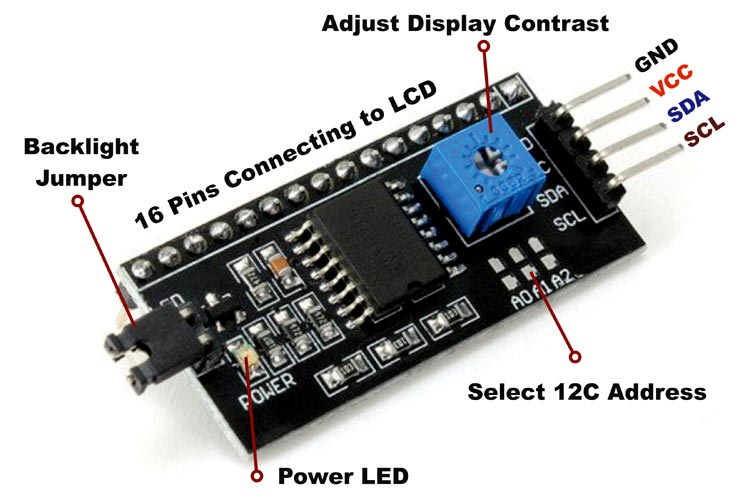 Adjust Display Contrast
GND
VCC
SDA
SCL
16 Pins Connecting to LCD
Backlight
Jumper
SDA
SCL
A0 A1 A2
POWER
Select 12C Address
Power LED